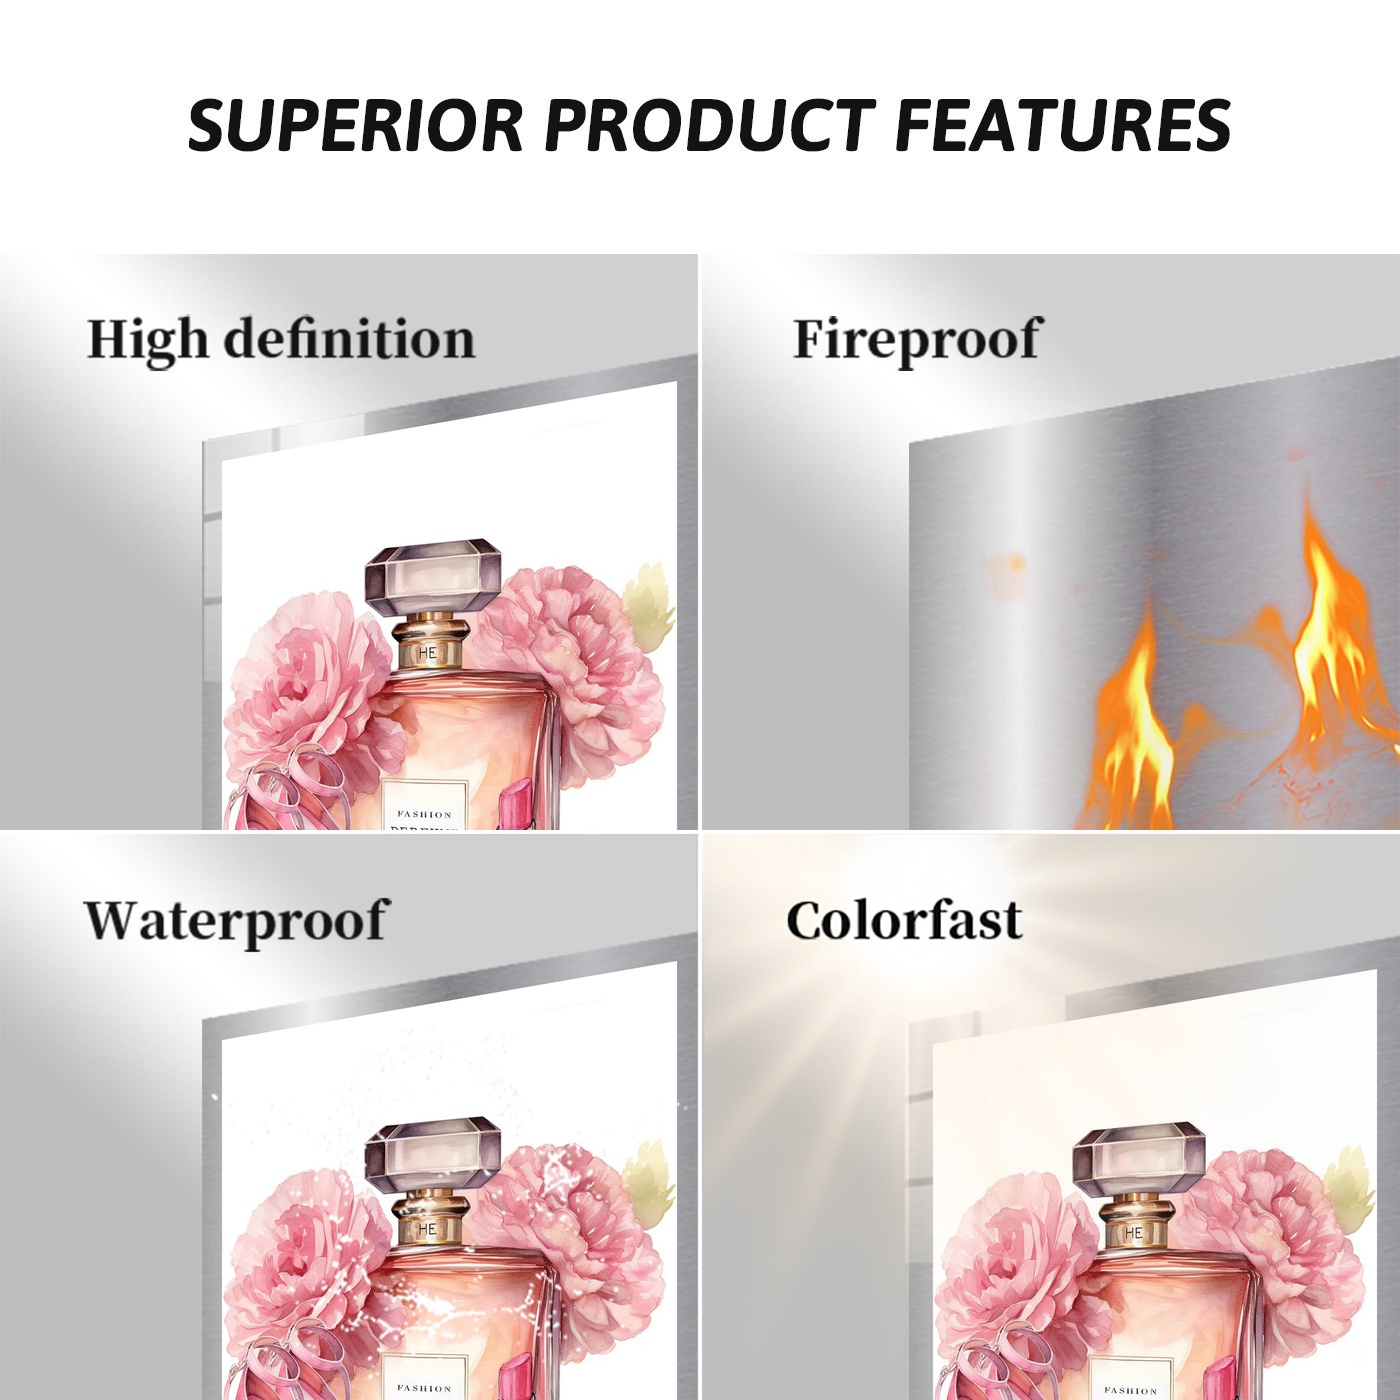 SUPERIOR PRODUCT FEATURES
High definition
Fireproof
HE
FASHION
Waterproof
Colorfast
HE
HE
FASHION
FASHION